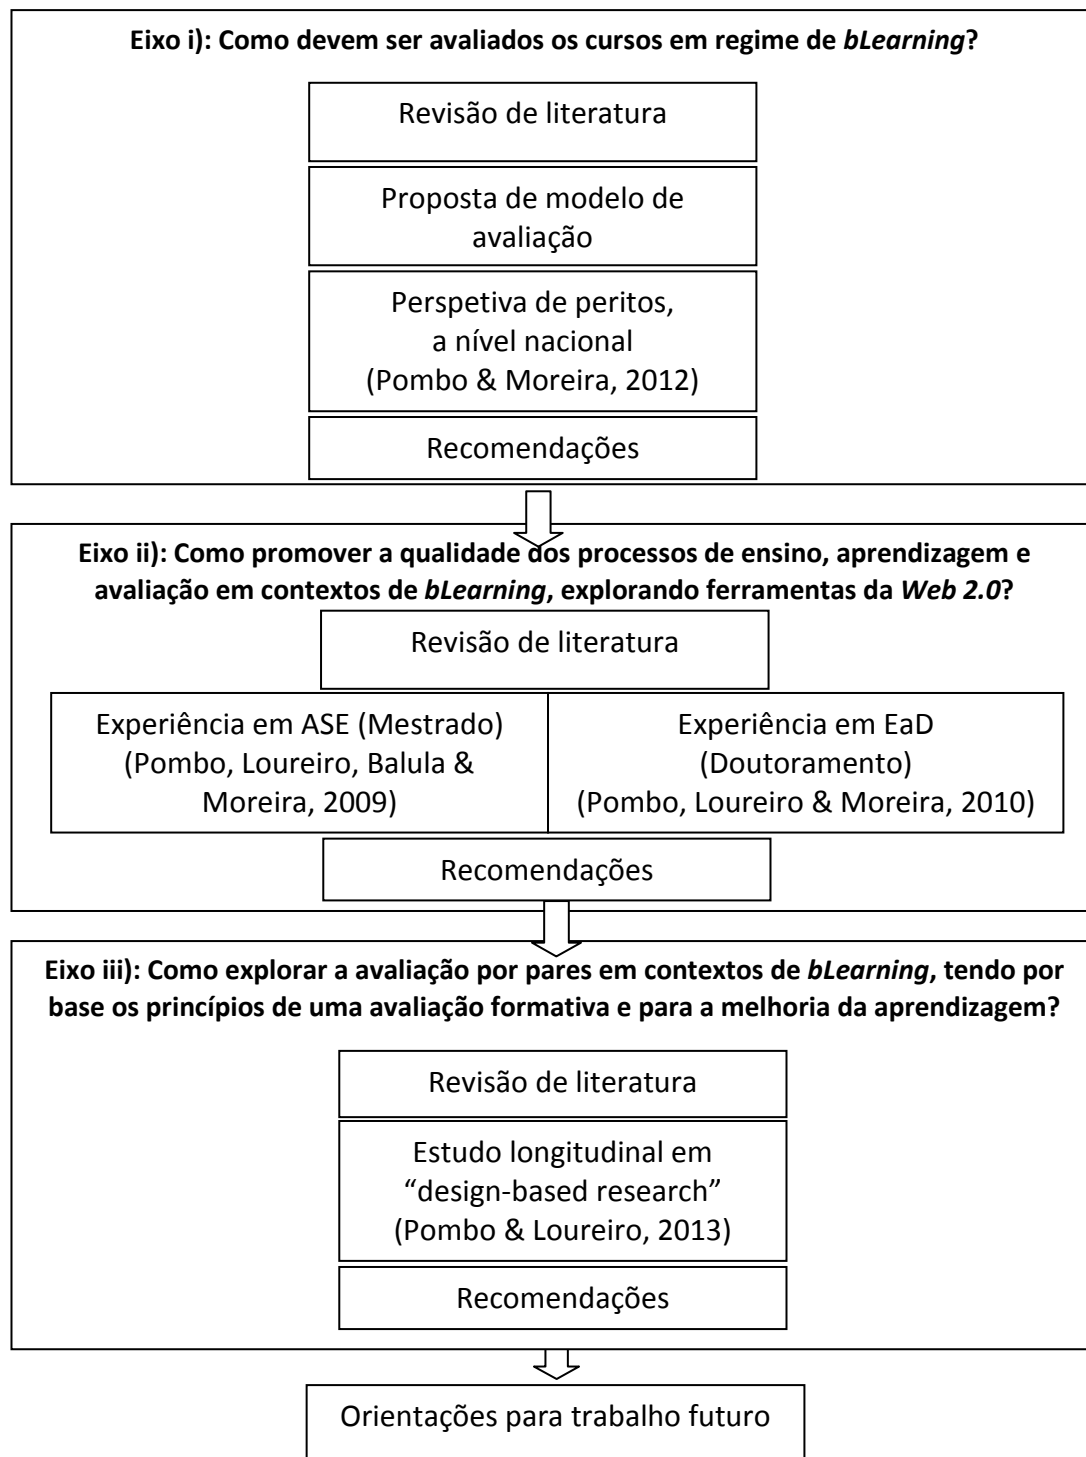 Eixo i): Como devem ser avaliados os cursos em regime de bLearning?
Revisão de literatura
Proposta de modelo de
avaliação
Perspetiva de peritos,
a nível nacional
(Pombo & Moreira, 2012)
Recomendações
Eixo ii): Como promover a qualidade dos processos de ensino, aprendizagem e
avaliação em contextos de bLearning, explorando ferramentas da Web 2.0?
Revisão de literatura
Experiência em ASE (Mestrado)
(Pombo, Loureiro, Balula &
Moreira, 2009)
Experiência em EaD
(Doutoramento)
(Pombo, Loureiro & Moreira, 2010)
Recomendações
Eixo iii): Como explorar a avaliação por pares em contextos de bLearning, tendo por
base os princípios de uma avaliação formativa e para a melhoria da aprendizagem?
Revisão de literatura
Estudo longitudinal em
“design-based research”
(Pombo & Loureiro, 2013)
Recomendações
Orientações para trabalho futuro